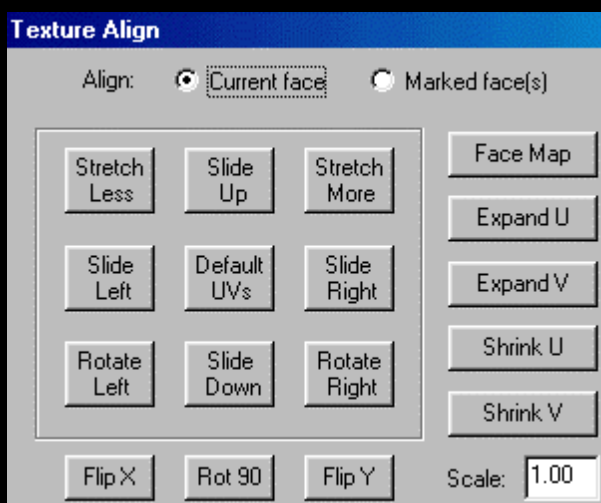 Texture Align
Align: Current face Marked face(s)
Stretch Less Slide Up Stretch More Face Map
Expand U
Slide Left Default UVs Slide Right Expand V
Rotate Left Slide Down Rotate Right Shrink U
Shrink V
Flip X Rot 90 Flip Y Scale: 1.00